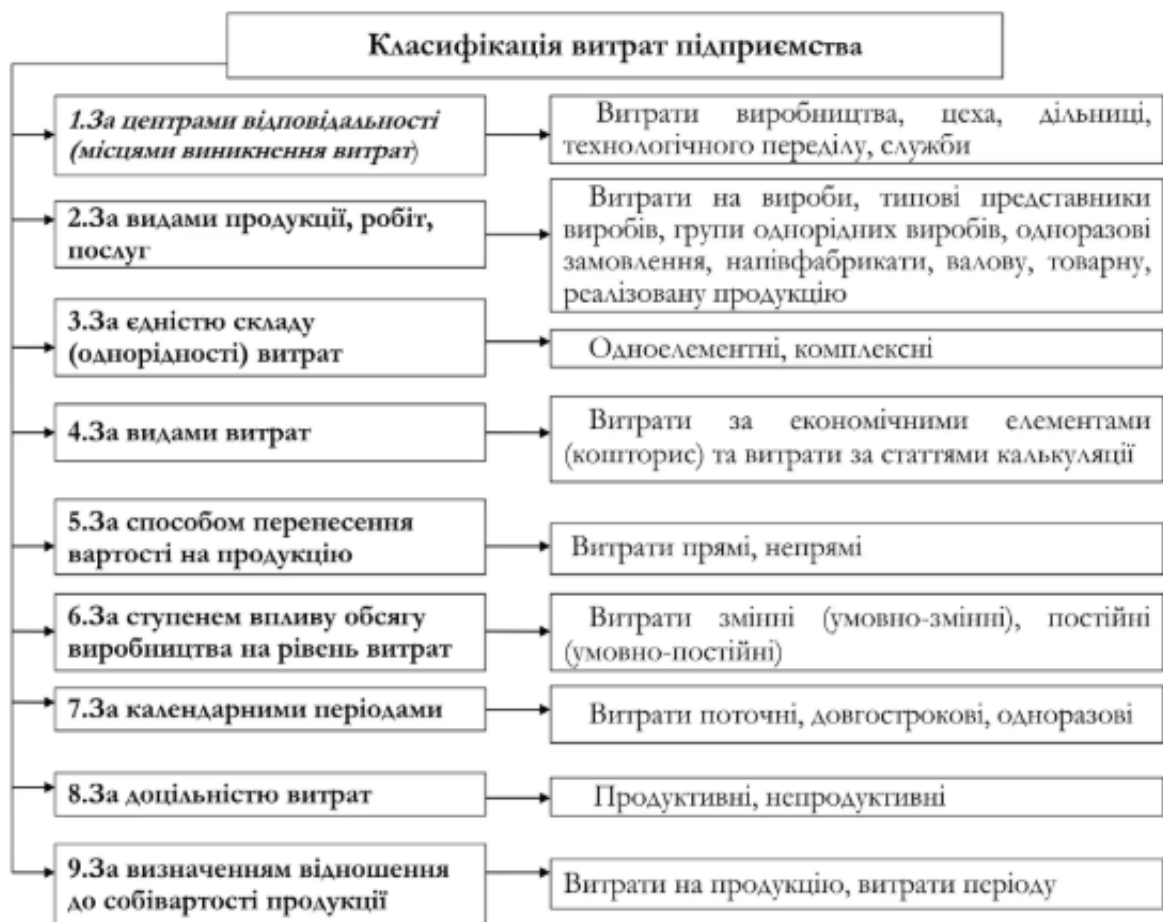 Класифікація витрат підприємства
1.За центрами відповідальності
(місцями виникнення витрат)
Витрати виробництва, цеха, дільниці,
технологічного переділу, служби
2.За видами продукції, робіт,
послуг
Витрати на вироби, типові представники
виробів, групи однорідних виробів, одноразові
замовлення, напівфабрикати, валову, товарну,
реалізовану продукцію
3.За єдністю складу
(однорідності) витрат
Одноелементні, комплексні
4.За видами витрат
Витрати за економічними елементами
(кошторис) та витрати за статтями калькуляції
5.За способом перенесення
вартості на продукцію
Витрати прямі, непрямі
6.За ступенем впливу обсягу
виробництва на рівень витрат
Витрати змінні (умовно-змінні), постійні
(умовно-постійні)
7.За календарними періодами
Витрати поточні, довгострокові, одноразові
8.За доцільністю витрат
Продуктивні, непродуктивні
9.За визначенням відношення
до собівартості продукції
Витрати на продукцію, витрати періоду